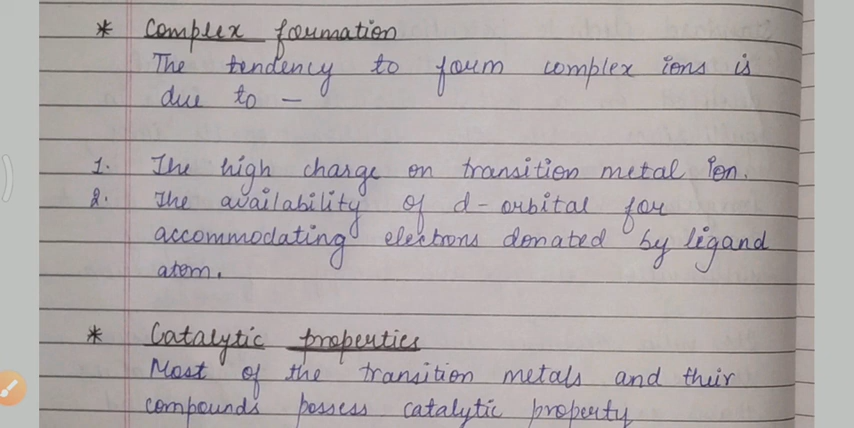 * Complex formation
The tendency to form complex ions is
due to -
1. The high charge on transition metal ion.
2. The availability of d-orbital for
accommodating electrons donated by ligand
atom.
* Catalytic properties
Most of the transition metals and their
compounds possess catalytic property